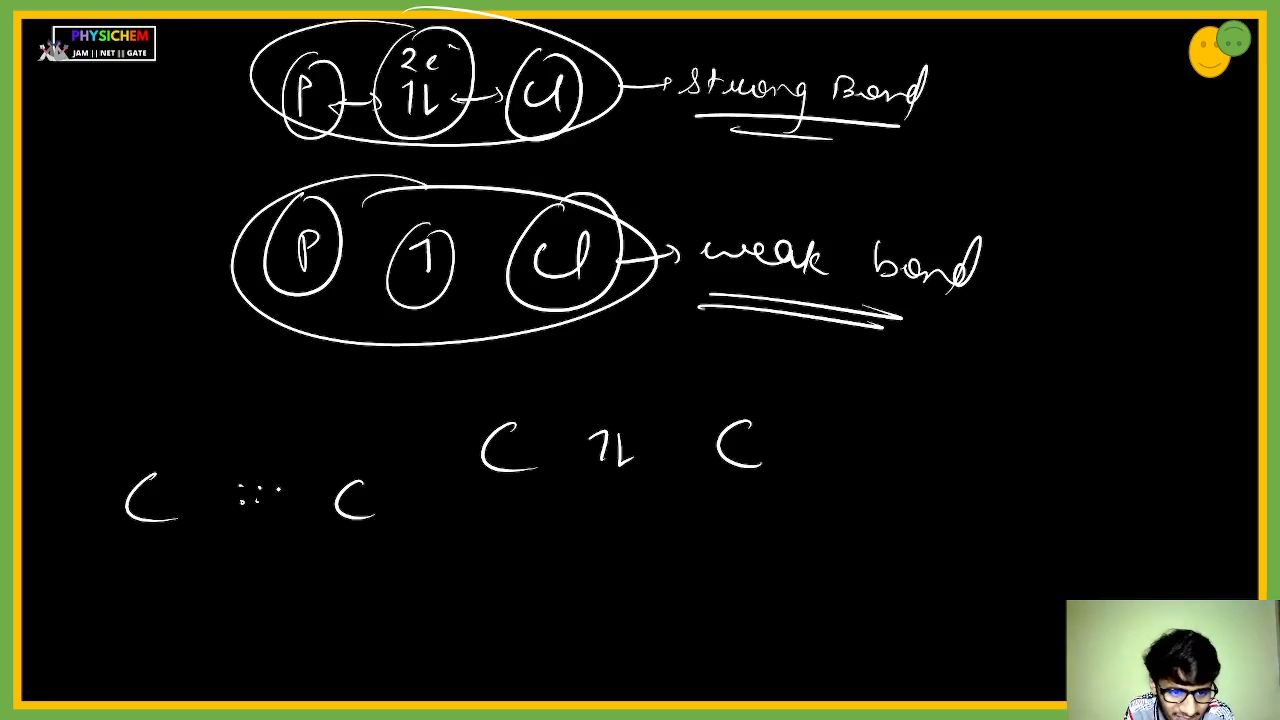 PHYSICHEM
JAM || NET || GATE
2e⁻
P ↔ 1L ↔ Cl → Strong Bond
P 1 Cl → weak bond
C 1L C
C ::· C